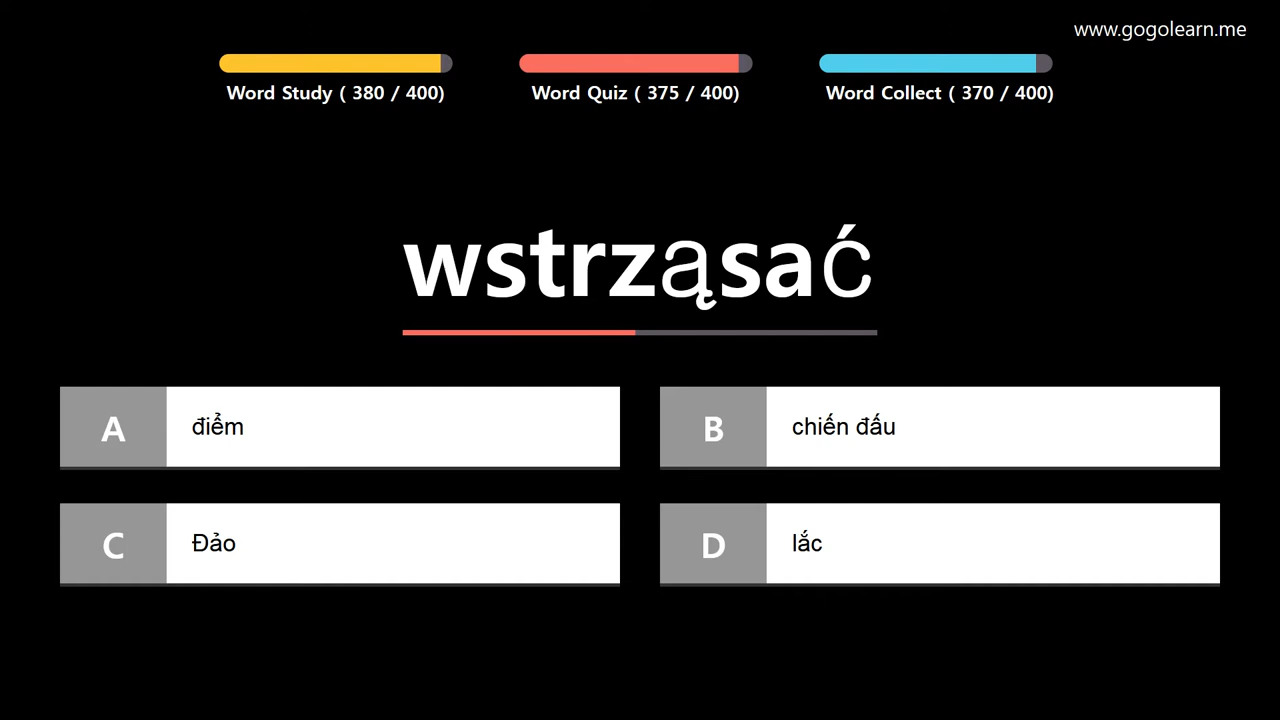 www.gogolearn.me
Word Study ( 380 / 400)
Word Quiz ( 375 / 400)
Word Collect ( 370 / 400)
wstrząsać
A
điểm
B
chiến đấu
C
Đảo
D
lắc